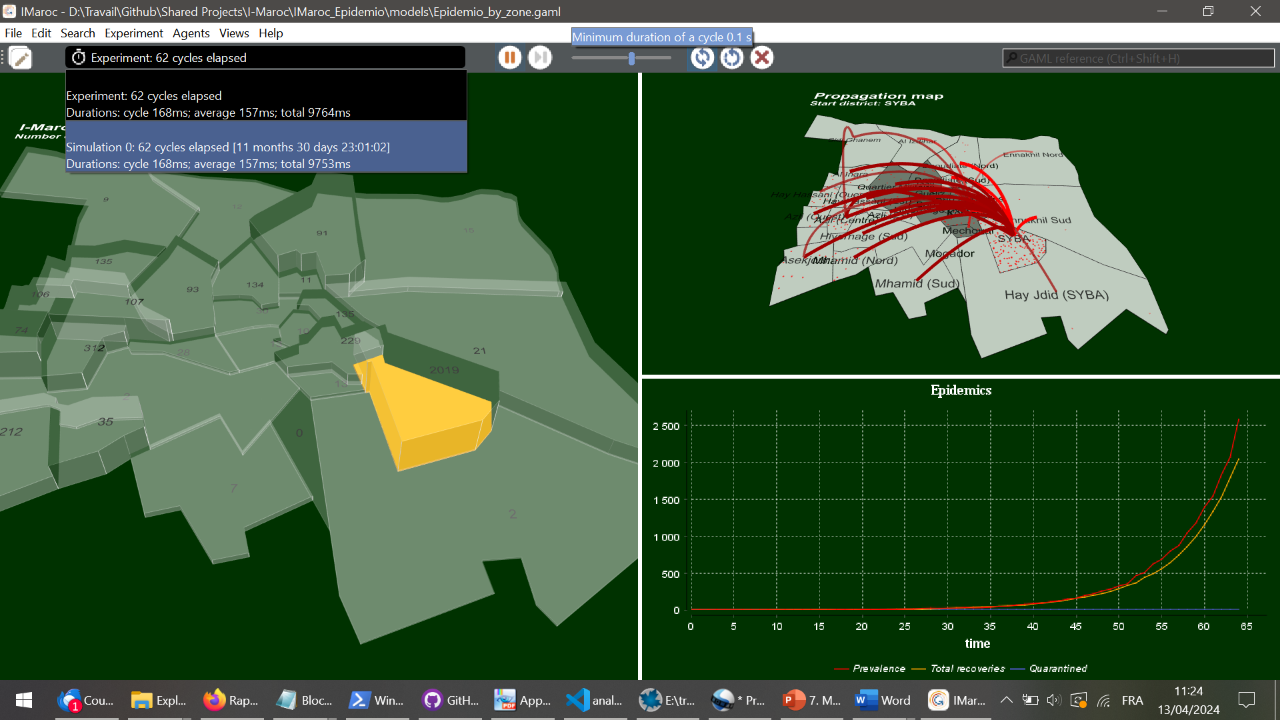 IMaroc - D:\Travail\Github\Shared Projects\I-Maroc\IMaroc_Epidemio\models\Epidemio_by_zone.gaml
File Edit Search Experiment Agents Views Help
Minimum duration of a cycle 0.1 s
Experiment: 62 cycles elapsed
GAML reference (Ctrl+Shift+H)
Experiment: 62 cycles elapsed
Durations: cycle 168ms; average 157ms; total 9764ms
Simulation 0: 62 cycles elapsed [11 months 30 days 23:01:02]
Durations: cycle 168ms; average 157ms; total 9753ms
I-Maroc
Number
9
91
135
106
107
93
134
11
135
74
312
28
229
21
2019
35
212
0
7
2
Propagation map
Start district: SYBA
Ennakhil Nord
Ennakhil Sud
Mechouar
SYBA
Hivernage (Sud)
Mogador
Mhamid (Nord)
Mhamid (Sud)
Hay Jdid (SYBA)
Epidemics
2 500
2 000
1 500
1 000
500
0
0 5 10 15 20 25 30 35 40 45 50 55 60 65
time
Prevalence Total recoveries Quarantined
1
Cou... Expl... Rap... Bloc... Win... GitH... App... anal... E:\tr... * Pr... 7. M... Word IMar... FRA
11:24
13/04/2024